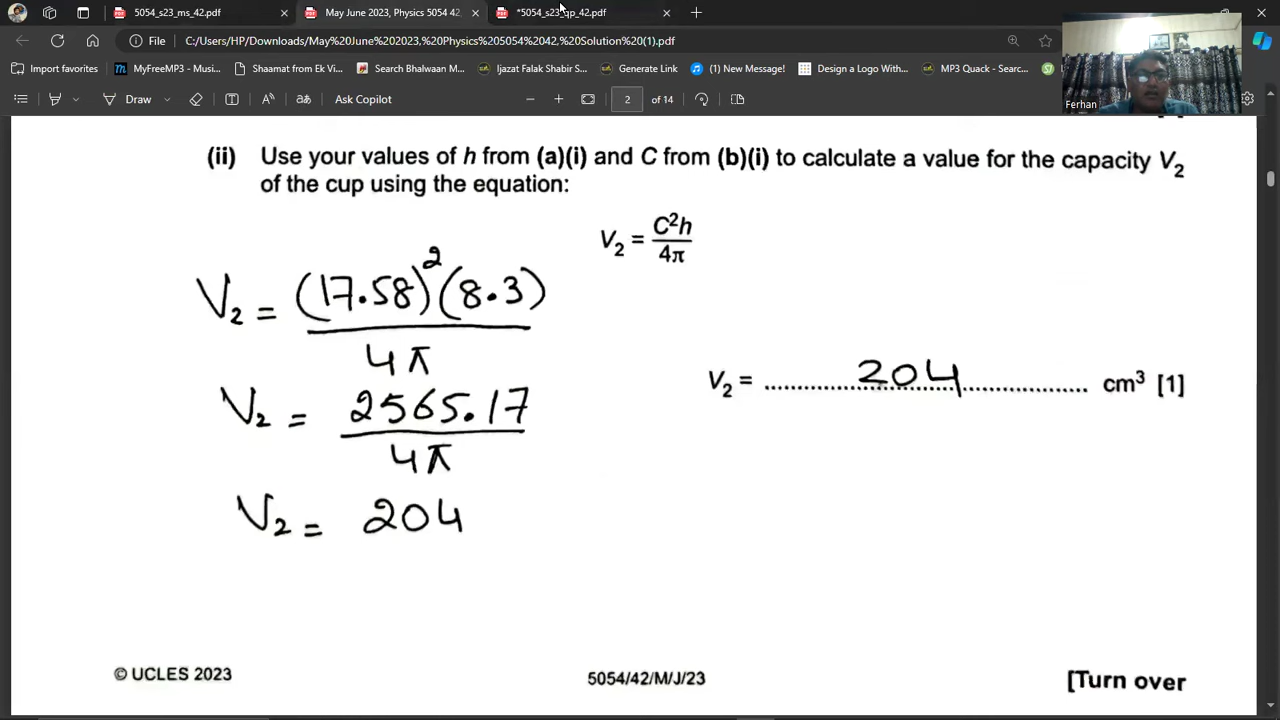 5054_s23_ms_42.pdf
May June 2023, Physics 5054 42,
*5054_s23_qp_42.pdf
File
C:/Users/HP/Downloads/May%20June%202023,%20Physics%205054%2042,%20Solution%20(1).pdf
Import favorites
MyFreeMP3 - Musi...
Shaamat from Ek Vi...
Search Bhalwaan M...
Ijazat Falak Shabir S...
Generate Link
(1) New Message!
Design a Logo With...
MP3 Quack - Searc...
Draw
Ask Copilot
2 of 14
Ferhan
(ii) Use your values of h from (a)(i) and C from (b)(i) to calculate a value for the capacity V₂
of the cup using the equation:
V₂ = C²h / 4π
V₂ = (17.58)² (8.3) / 4π
V₂ = 204 cm³ [1]
V₂ = 2565.17 / 4π
V₂ = 204
© UCLES 2023
5054/42/M/J/23
[Turn over